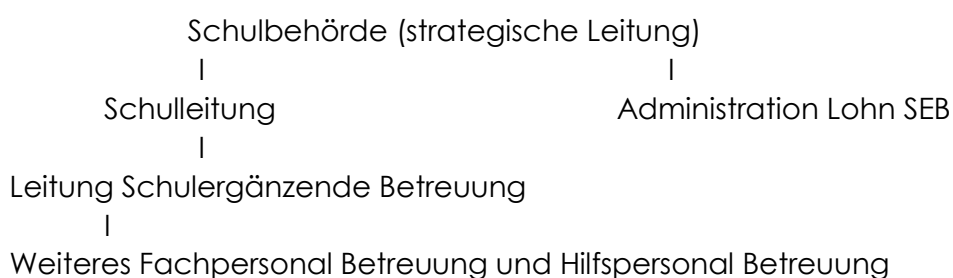 Schulbehörde (strategische Leitung)
I I
Schulleitung Administration Lohn SEB
I
Leitung Schulergänzende Betreuung
I
Weiteres Fachpersonal Betreuung und Hilfspersonal Betreuung